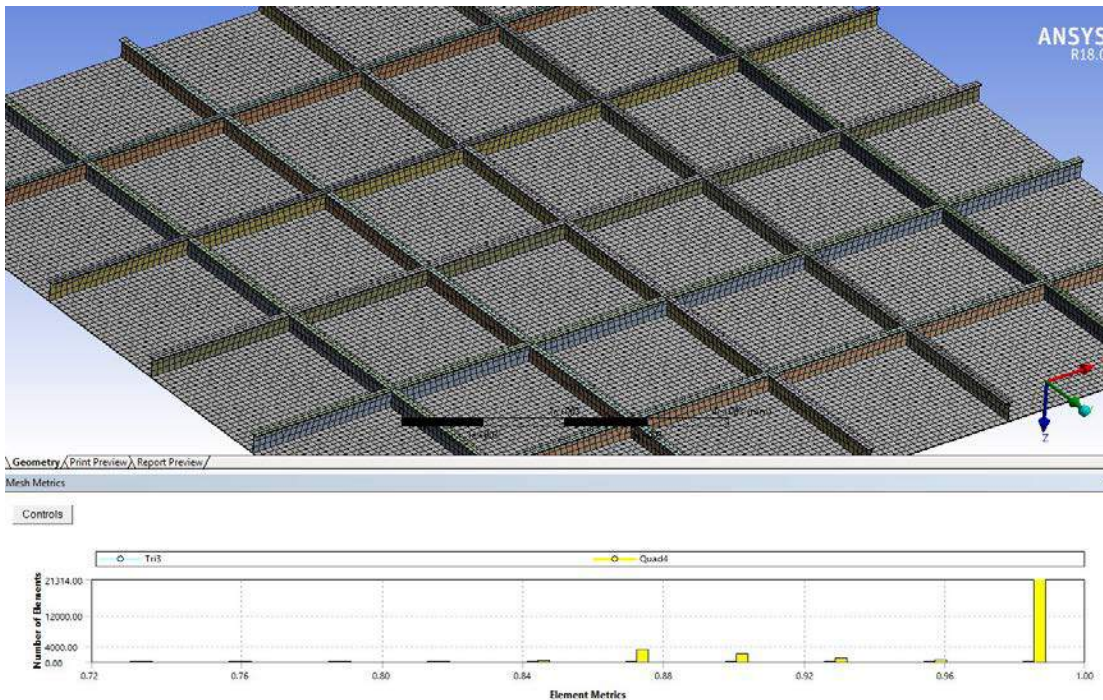 ANSYS
R18.0
Z
Geometry Print Preview Report Preview
Mesh Metrics
Controls
Tri3 Quad4
Number of Elements
21314.00
12000.00
4000.00
0.00
0.72 0.76 0.80 0.84 0.88 0.92 0.96 1.00
Element Metrics